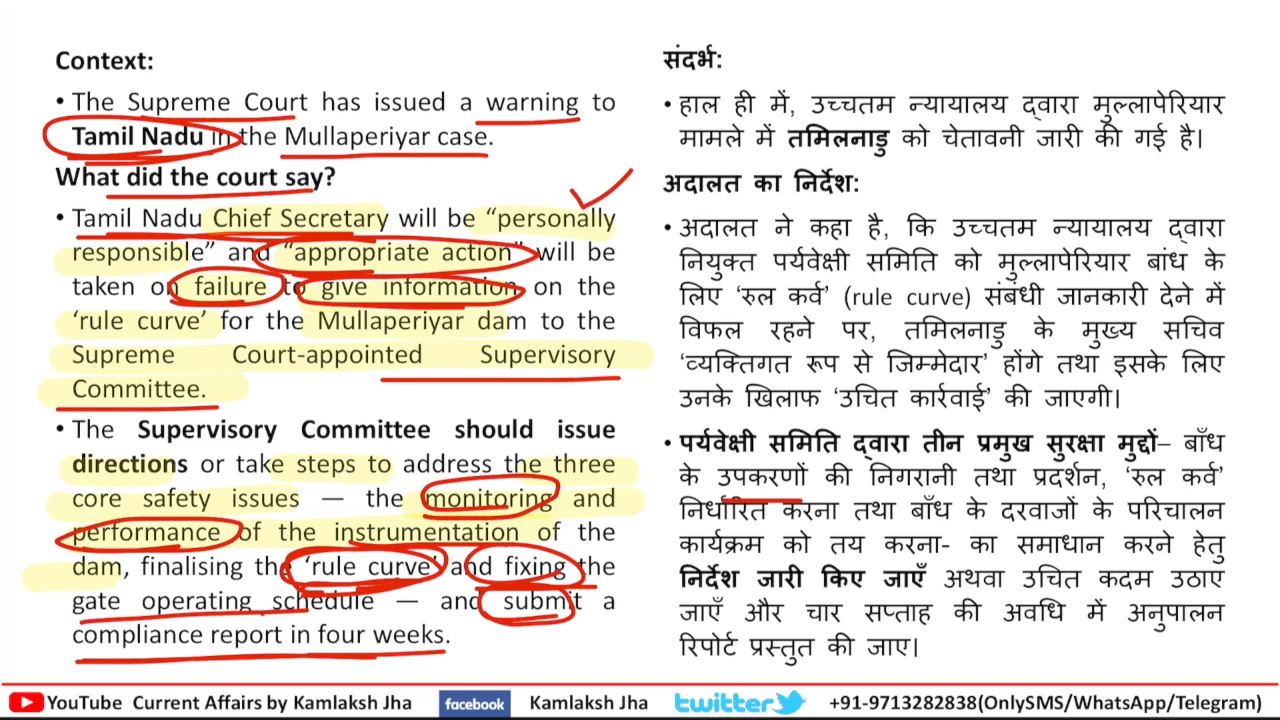 Context:
• The Supreme Court has issued a warning to
Tamil Nadu in the Mullaperiyar case.
What did the court say?
• Tamil Nadu Chief Secretary will be “personally
responsible” and “appropriate action” will be
taken on failure to give information on the
‘rule curve’ for the Mullaperiyar dam to the
Supreme Court-appointed Supervisory
Committee.
• The Supervisory Committee should issue
directions or take steps to address the three
core safety issues — the monitoring and
performance of the instrumentation of the
dam, finalising the ‘rule curve’ and fixing the
gate operating schedule — and submit a
compliance report in four weeks.
संदर्भ:
• हाल ही में, उच्चतम न्यायालय द्वारा मुल्लापेरियार
मामले में तमिलनाडु को चेतावनी जारी की गई है।
अदालत का निर्देश:
• अदालत ने कहा है, कि उच्चतम न्यायालय द्वारा
नियुक्त पर्यवेक्षी समिति को मुल्लापेरियार बांध के
लिए ‘रुल कर्व’ (rule curve) संबंधी जानकारी देने में
विफल रहने पर, तमिलनाडु के मुख्य सचिव
‘व्यक्तिगत रूप से जिम्मेदार’ होंगे तथा इसके लिए
उनके खिलाफ ‘उचित कार्रवाई’ की जाएगी।
• पर्यवेक्षी समिति द्वारा तीन प्रमुख सुरक्षा मुद्दों– बाँध
के उपकरणों की निगरानी तथा प्रदर्शन, ‘रुल कर्व’
निर्धारित करना तथा बाँध के दरवाजों के परिचालन
कार्यक्रम को तय करना- का समाधान करने हेतु
निर्देश जारी किए जाएँ अथवा उचित कदम उठाए
जाएँ और चार सप्ताह की अवधि में अनुपालन
रिपोर्ट प्रस्तुत की जाए।
YouTube Current Affairs by Kamlaksh Jha facebook Kamlaksh Jha twitter +91-9713282838(OnlySMS/WhatsApp/Telegram)